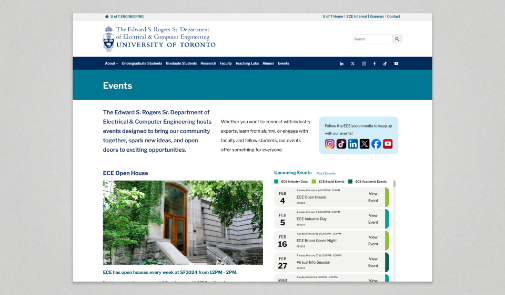 U of T ENGINEERING
U of T Home | ECE Internal | Quercus | Contact
The Edward S. Rogers Sr. Department
of Electrical & Computer Engineering
UNIVERSITY OF TORONTO
Search
About Undergraduate Students Graduate Students Research Faculty Teaching Labs Alumni Events
Events
The Edward S. Rogers Sr. Department of
Electrical & Computer Engineering hosts
events designed to bring our community
together, spark new ideas, and open
doors to exciting opportunities.
Whether you want to connect with industry
experts, learn from alumni, or engage with
faculty and fellow students, our events
offer something for everyone.
Follow the ECE social media to keep up
with our events!
ECE Open House
ECE has open houses every week at SF2024 from 12PM - 2PM.
Upcoming Events Past Events
ECE Industry Days ECE Social Events ECE Academic Events
FEB
4
ECE Open House
View
Event
FEB
5
ECE Industry Day
View
Event
FEB
16
ECE Board Game Night
View
Event
FEB
27
Virtual Info Session
View
Event
MAR
View